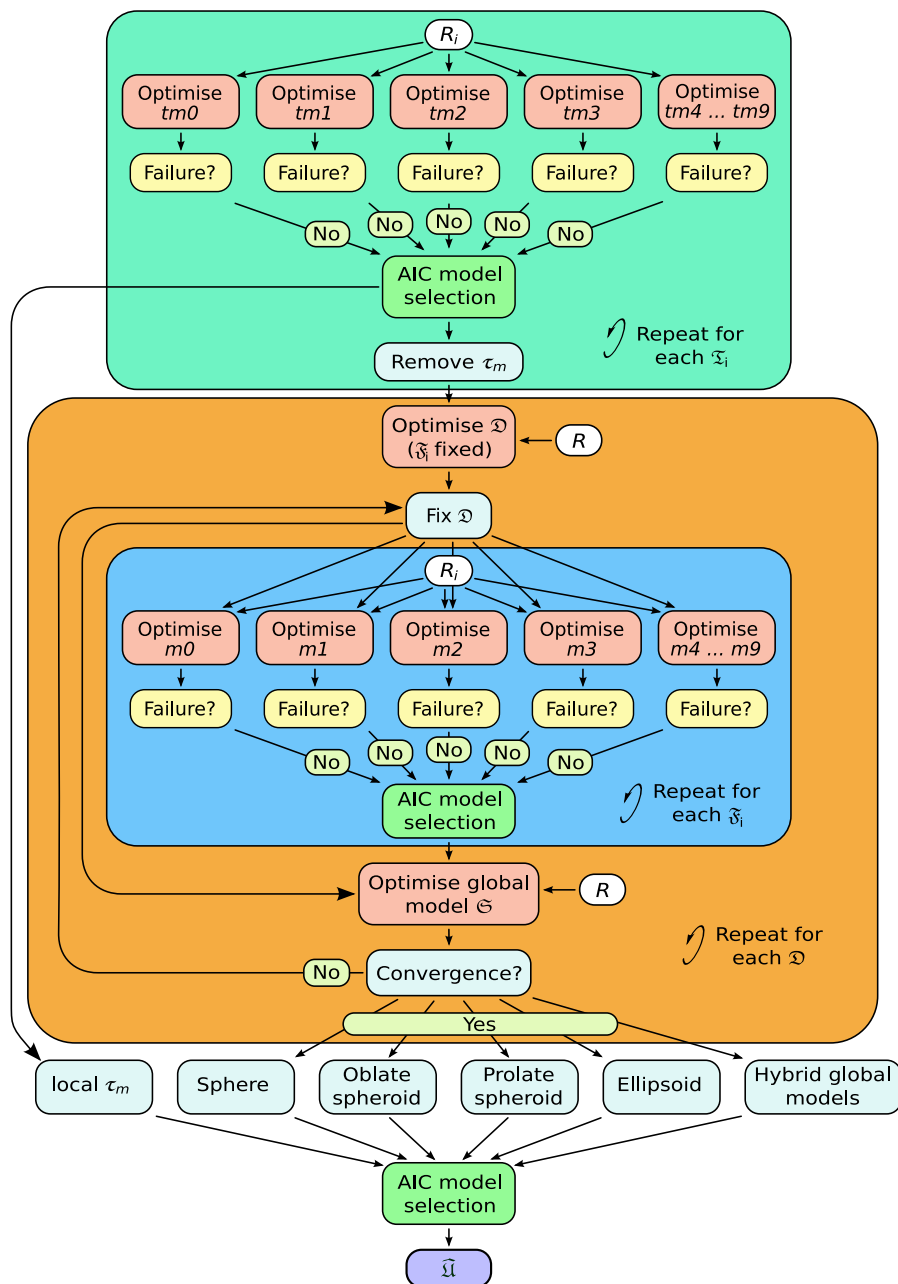 R_i
Optimise tm0
Optimise tm1
Optimise tm2
Optimise tm3
Optimise tm4 ... tm9
Failure?
Failure?
Failure?
Failure?
Failure?
No
No
No
No
No
AIC model
selection
Repeat for
each 𝔗_i
Remove τ_m
Optimise 𝔇
(𝔉_i fixed)
R
Fix 𝔇
R_i
Optimise m0
Optimise m1
Optimise m2
Optimise m3
Optimise m4 ... m9
Failure?
Failure?
Failure?
Failure?
Failure?
No
No
No
No
No
AIC model
selection
Repeat for
each 𝔉_i
Optimise global
model 𝔖
R
Repeat for
each 𝔇
No
Convergence?
Yes
local τ_m
Sphere
Oblate
spheroid
Prolate
spheroid
Ellipsoid
Hybrid global
models
AIC model
selection
𝔘̂